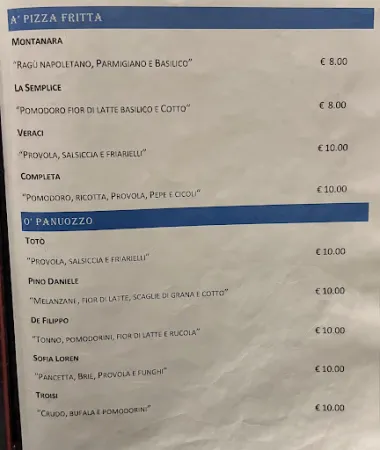 A' PIZZA FRITTA
MONTANARA
"RAGÙ NAPOLETANO, PARMIGIANO E BASILICO" € 8.00
LA SEMPLICE
"POMODORO FIOR DI LATTE BASILICO E COTTO" € 8.00
VERACI
"PROVOLA, SALSICCIA E FRIARIELLI" € 10.00
COMPLETA
"POMODORO, RICOTTA, PROVOLA, PEPE E CICOLI" € 10.00
O' PANUOZZO
TOTÒ
"PROVOLA, SALSICCIA E FRIARIELLI" € 10.00
PINO DANIELE
"MELANZANI, FIOR DI LATTE, SCAGLIE DI GRANA E COTTO" € 10.00
DE FILIPPO
"TONNO, POMODORINI, FIOR DI LATTE E RUCOLA" € 10.00
SOFIA LOREN
"PANCETTA, BRIE, PROVOLA E FUNGHI" € 10.00
TROISI
"CRUDO, BUFALA E POMODORINI" € 10.00